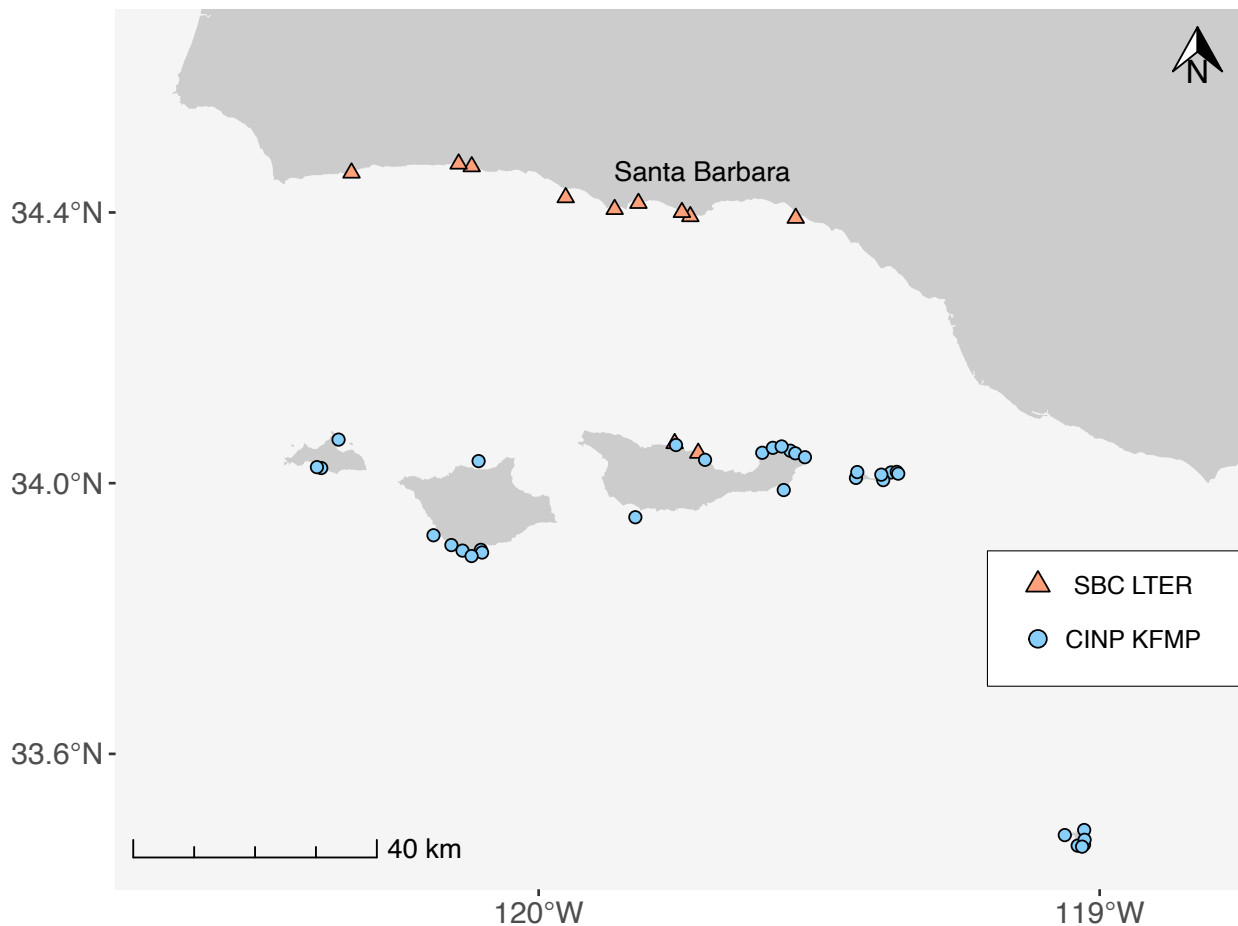 N
Santa Barbara
34.4°N
34.0°N
SBC LTER
CINP KFMP
33.6°N
40 km
120°W
119°W